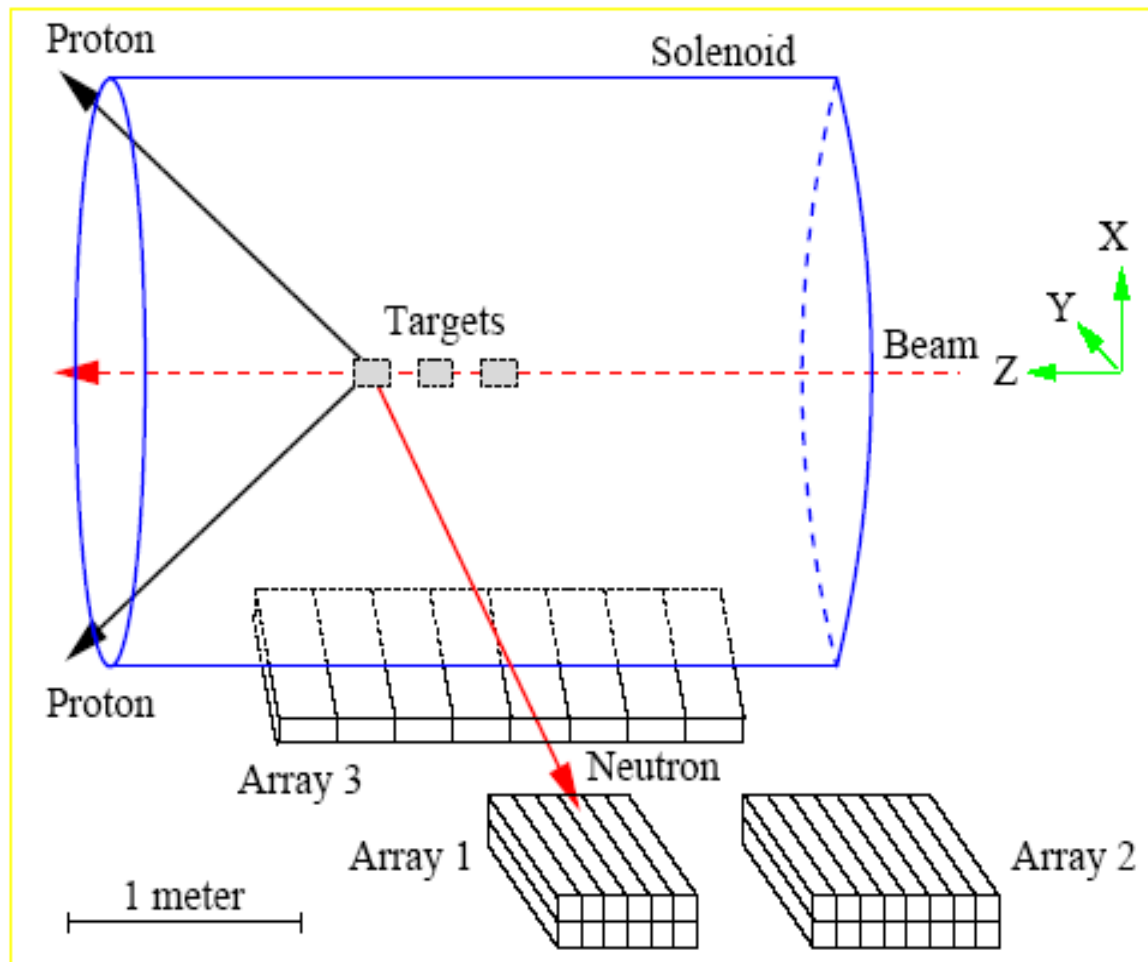 Proton
Solenoid
X
Y
Targets
Beam
Z
Proton
Neutron
Array 3
Array 1
Array 2
1 meter